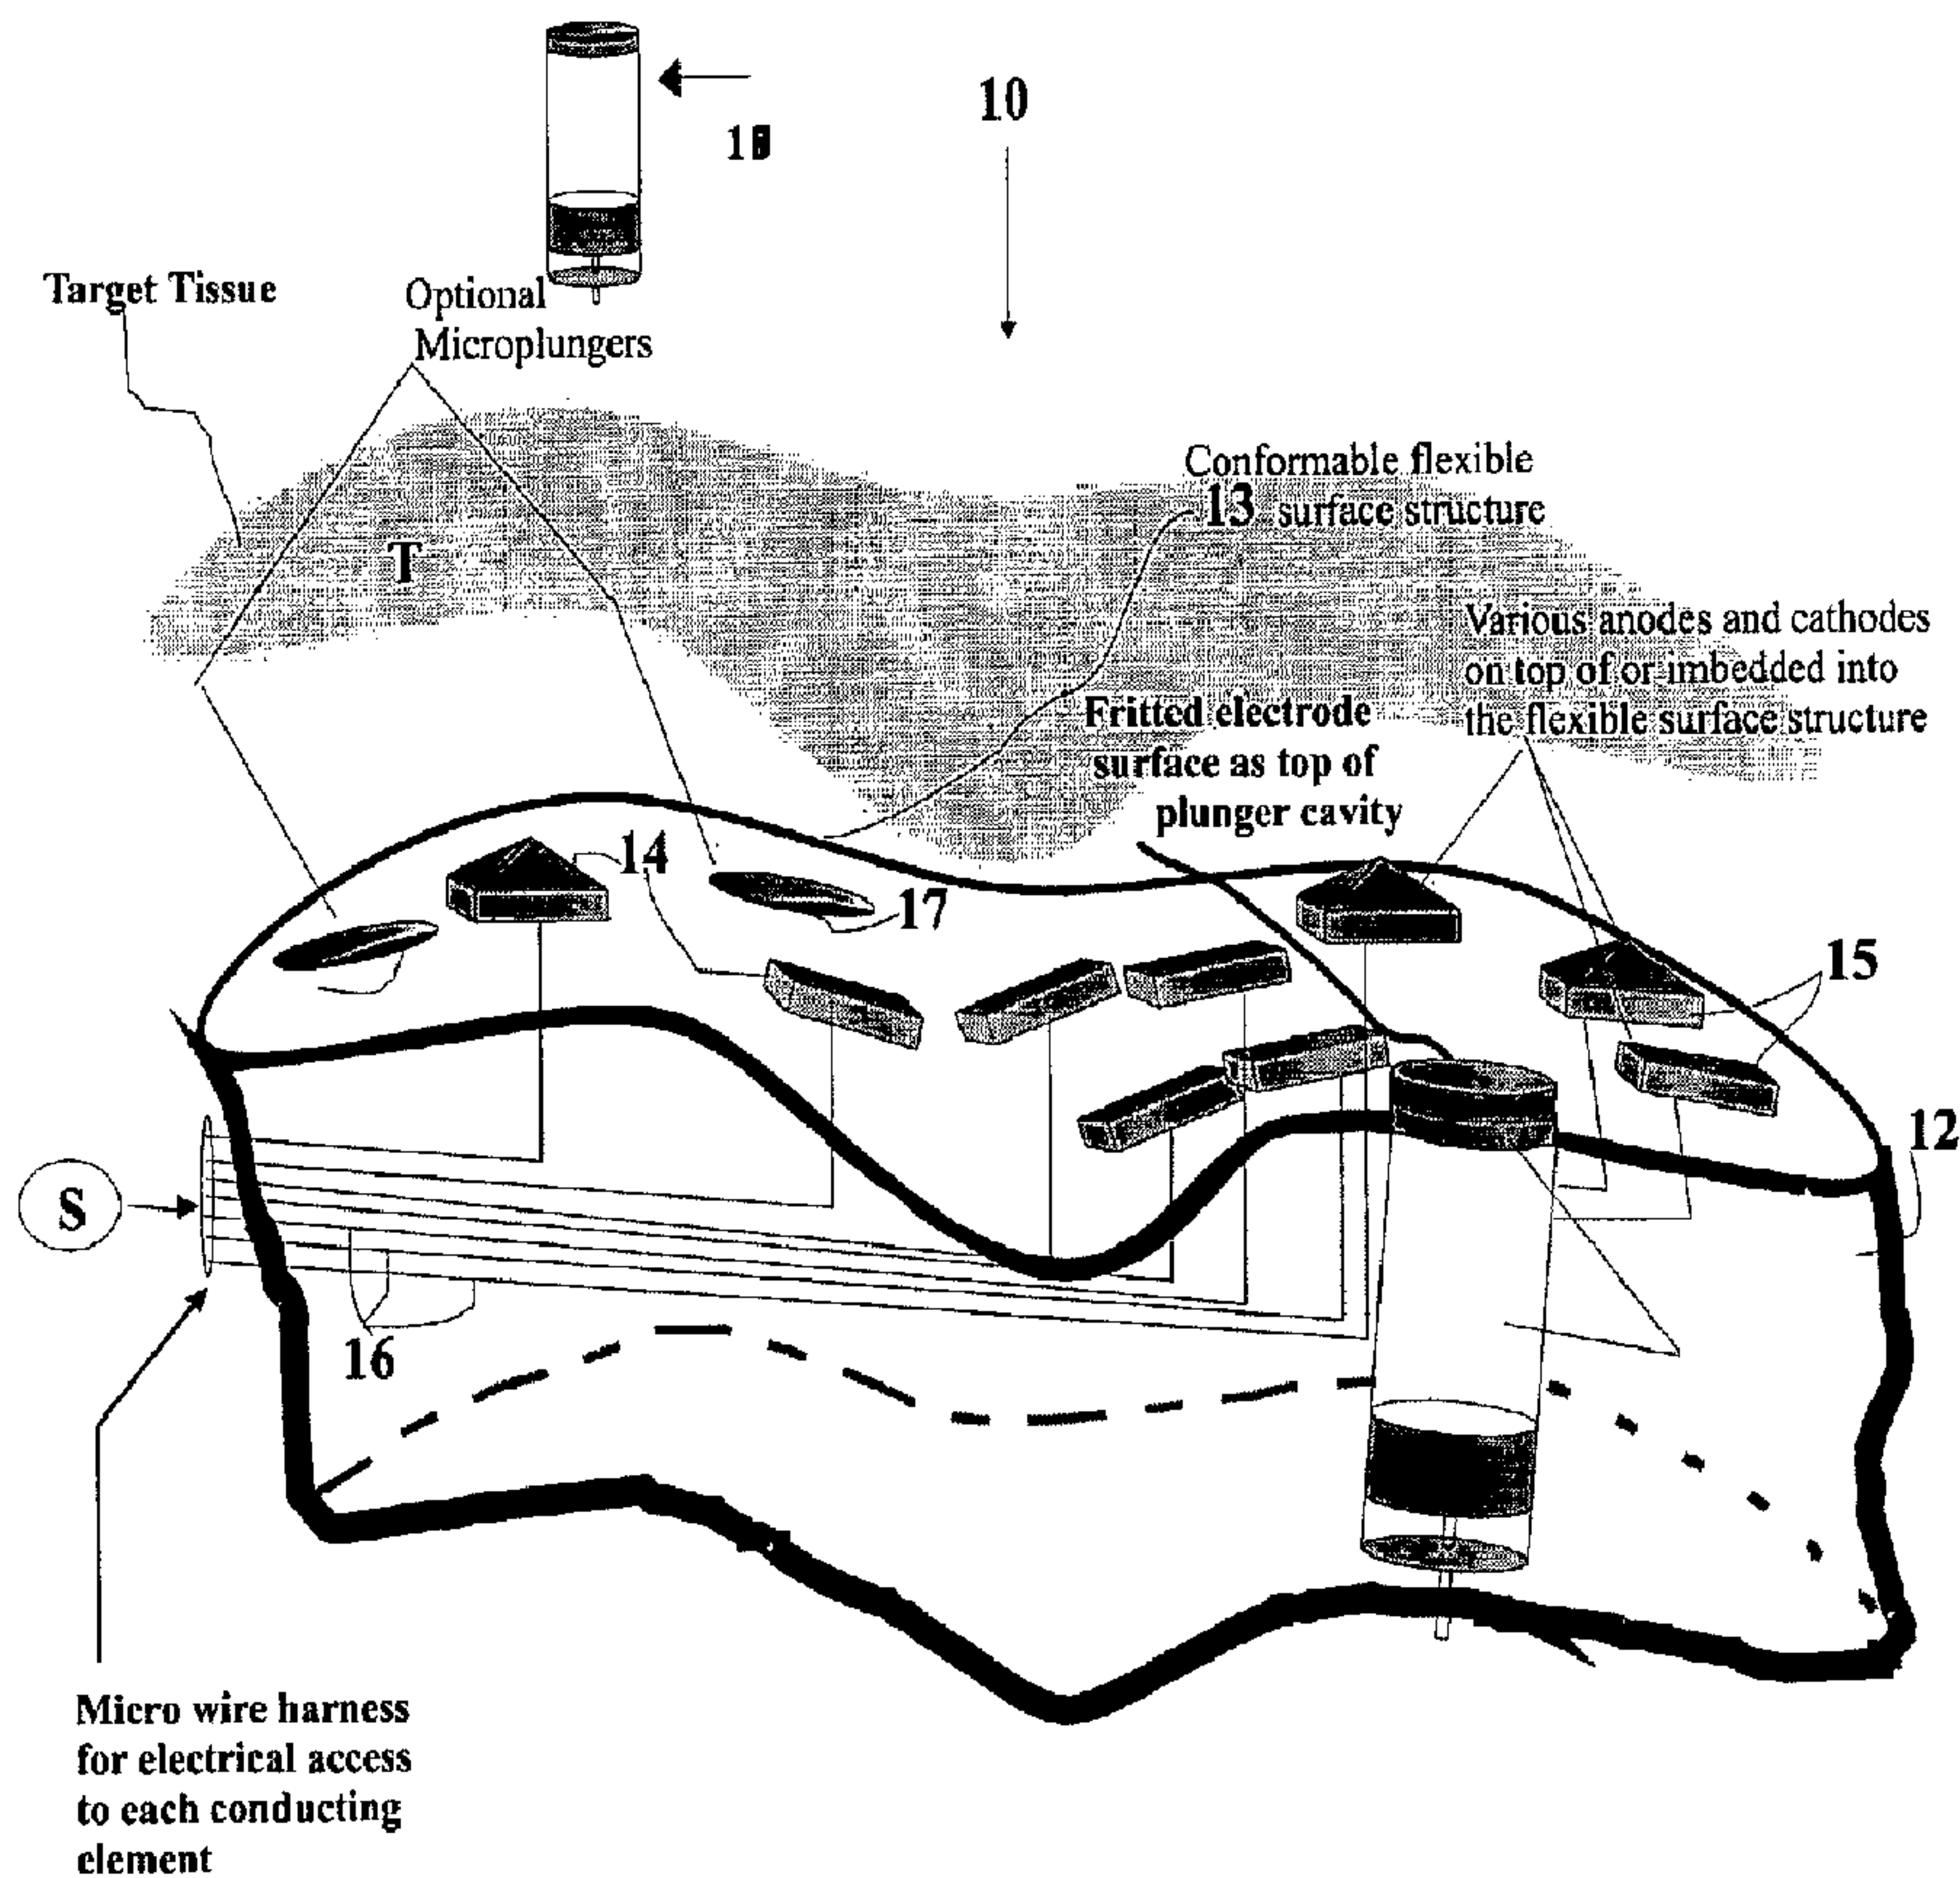 10
Target Tissue
Optional
Microplungers
Conformable flexible
13 surface structure
T
Various anodes and cathodes
on top of or imbedded into
the flexible surface structure
Fritted electrode
surface as top of
plunger cavity
14
17
15
12
S
16
Micro wire harness
for electrical access
to each conducting
element